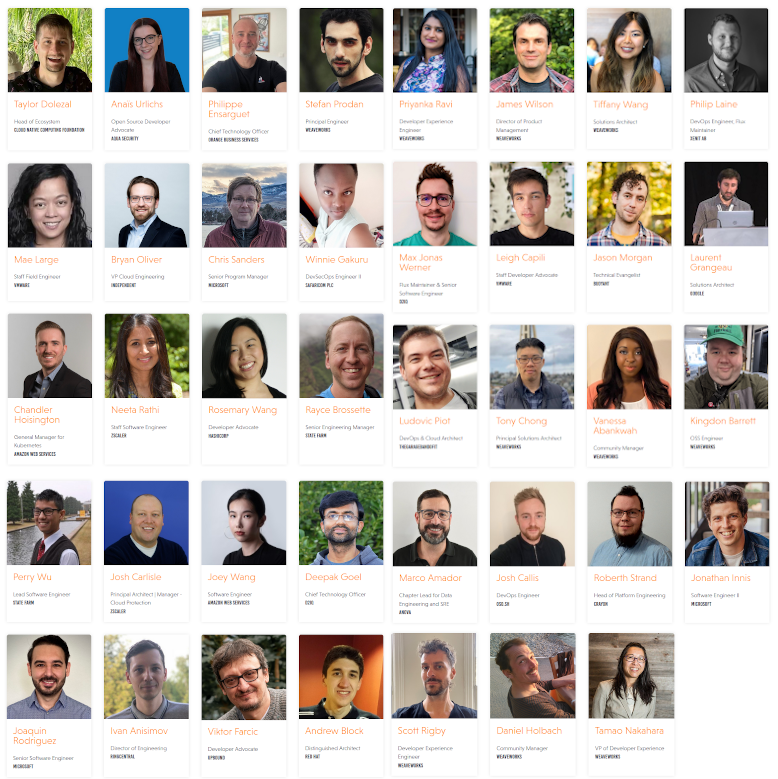 Taylor Dolezal
Head of Ecosystem
CLOUD NATIVE COMPUTING FOUNDATION
Anaïs Urlichs
Open Source Developer
Advocate
AQUA SECURITY
Philippe
Ensarguet
Chief Technology Officer
ORANGE BUSINESS SERVICES
Stefan Prodan
Principal Engineer
WEAVEWORKS
Priyanka Ravi
Developer Experience
Engineer
WEAVEWORKS
James Wilson
Director of Product
Management
WEAVEWORKS
Tiffany Wang
Solutions Architect
WEAVEWORKS
Philip Laine
DevOps Engineer, Flux
Maintainer
XENIT AB
Mae Large
Staff Field Engineer
VMWARE
Bryan Oliver
VP Cloud Engineering
INDEPENDENT
Chris Sanders
Senior Program Manager
MICROSOFT
Winnie Gakuru
DevSecOps Engineer II
SAFARICOM PLC
Max Jonas
Werner
Flux Maintainer & Senior
Software Engineer
D2IQ
Leigh Capili
Staff Developer Advocate
VMWARE
Jason Morgan
Technical Evangelist
BUOYANT
Laurent
Grangeau
Solutions Architect
GOOGLE
Chandler
Hoisington
General Manager for
Kubernetes
AMAZON WEB SERVICES
Neeta Rathi
Staff Software Engineer
ZSCALER
Rosemary Wang
Developer Advocate
HASHICORP
Rayce Brossette
Senior Engineering Manager
STATE FARM
Ludovic Piot
DevOps & Cloud Architect
Tony Chong
Principal Solutions Architect
WEAVEWORKS
Vanessa
Abankwah
Community Manager
WEAVEWORKS
Kingdon Barrett
OSS Engineer
WEAVEWORKS
Perry Wu
Lead Software Engineer
STATE FARM
Josh Carlisle
Principal Architect | Manager -
Cloud Protection
ZSCALER
Joey Wang
Software Engineer
AMAZON WEB SERVICES
Deepak Goel
Chief Technology Officer
D2IQ
Marco Amador
Chapter Lead for Data
Engineering and SRE
ANOVA
Josh Callis
DevOps Engineer
Roberth Strand
Head of Platform Engineering
CRAYON
Jonathan Innis
Software Engineer II
MICROSOFT
Joaquin
Rodriguez
Senior Software Engineer
MICROSOFT
Ivan Anisimov
Director of Engineering
RINGCENTRAL
Viktor Farcic
Developer Advocate
UPBOUND
Andrew Block
Distinguished Architect
RED HAT
Scott Rigby
Developer Experience
Engineer
WEAVEWORKS
Daniel Holbach
Community Manager
WEAVEWORKS
Tamao Nakahara
VP of Developer Experience
WEAVEWORKS